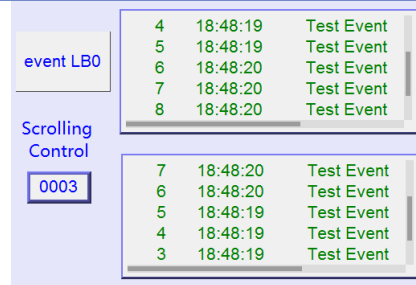 event LB0
4 18:48:19 Test Event
5 18:48:19 Test Event
6 18:48:20 Test Event
7 18:48:20 Test Event
8 18:48:20 Test Event
Scrolling
Control
0003
7 18:48:20 Test Event
6 18:48:20 Test Event
5 18:48:19 Test Event
4 18:48:19 Test Event
3 18:48:19 Test Event